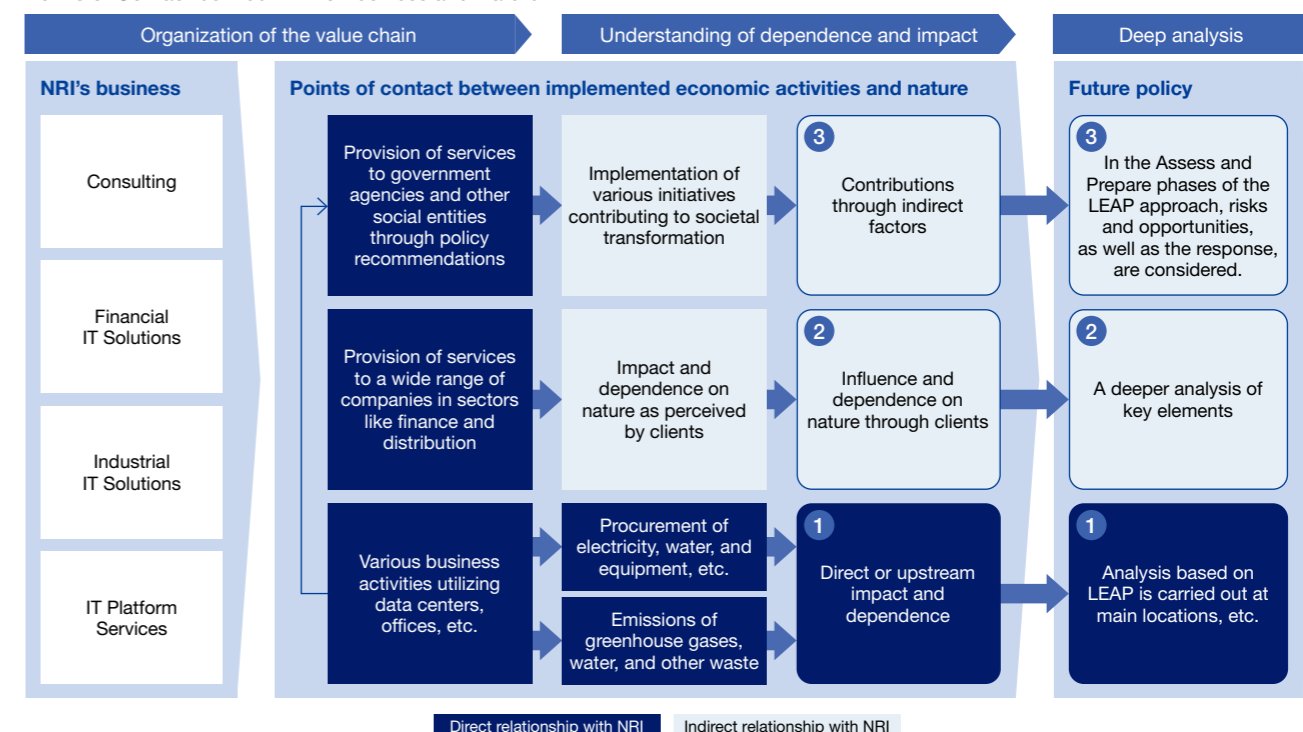 Organization of the value chain
Understanding of dependence and impact
Deep analysis
NRI's business
Points of contact between implemented economic activities and nature
Future policy
Consulting
Financial
IT Solutions
Industrial
IT Solutions
IT Platform
Services
Provision of services
to government
agencies and other
social entities
through policy
recommendations
Implementation of
various initiatives
contributing to societal
transformation
3
Contributions
through indirect
factors
3
In the Assess and
Prepare phases of the
LEAP approach, risks
and opportunities,
as well as the response,
are considered.
Provision of services
to a wide range of
companies in sectors
like finance and
distribution
Impact and
dependence on
nature as perceived
by clients
2
Influence and
dependence on
nature through clients
2
A deeper analysis of
key elements
Various business
activities utilizing
data centers,
offices, etc.
Procurement of
electricity, water, and
equipment, etc.
Emissions of
greenhouse gases,
water, and other waste
1
Direct or upstream
impact and
dependence
1
Analysis based on
LEAP is carried out at
main locations, etc.
Direct relationship with NRI
Indirect relationship with NRI